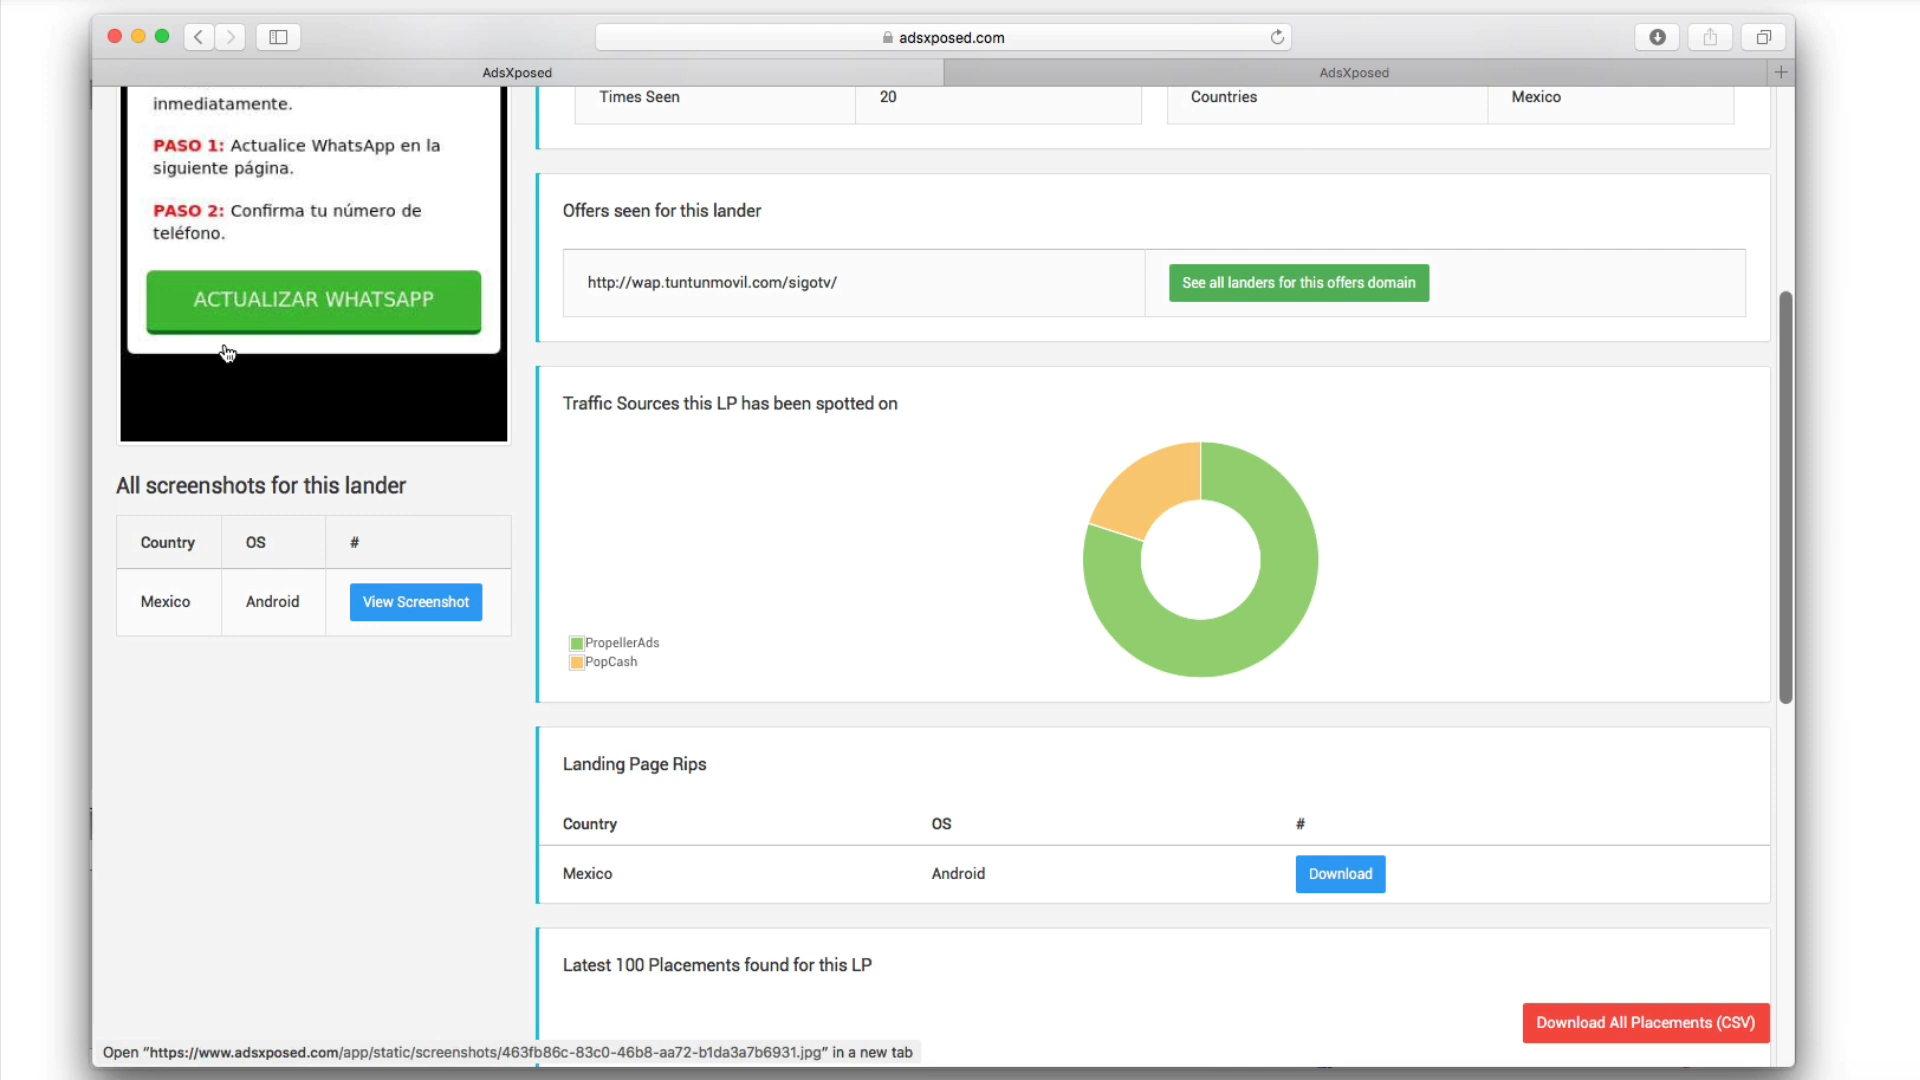 adsxposed.com
AdsXposed
AdsXposed
inmediatamente.
PASO 1: Actualice WhatsApp en la
siguiente página.
PASO 2: Confirma tu número de
teléfono.
ACTUALIZAR WHATSAPP
All screenshots for this lander
Country OS #
Mexico Android View Screenshot
Times Seen 20 Countries Mexico
Offers seen for this lander
http://wap.tuntunmovil.com/sigotv/ See all landers for this offers domain
Traffic Sources this LP has been spotted on
PropellerAds
PopCash
Landing Page Rips
Country OS #
Mexico Android Download
Latest 100 Placements found for this LP
Download All Placements (CSV)
Open "https://www.adsxposed.com/app/static/screenshots/463fb86c-83c0-46b8-aa72-b1da3a7b6931.jpg" in a new tab